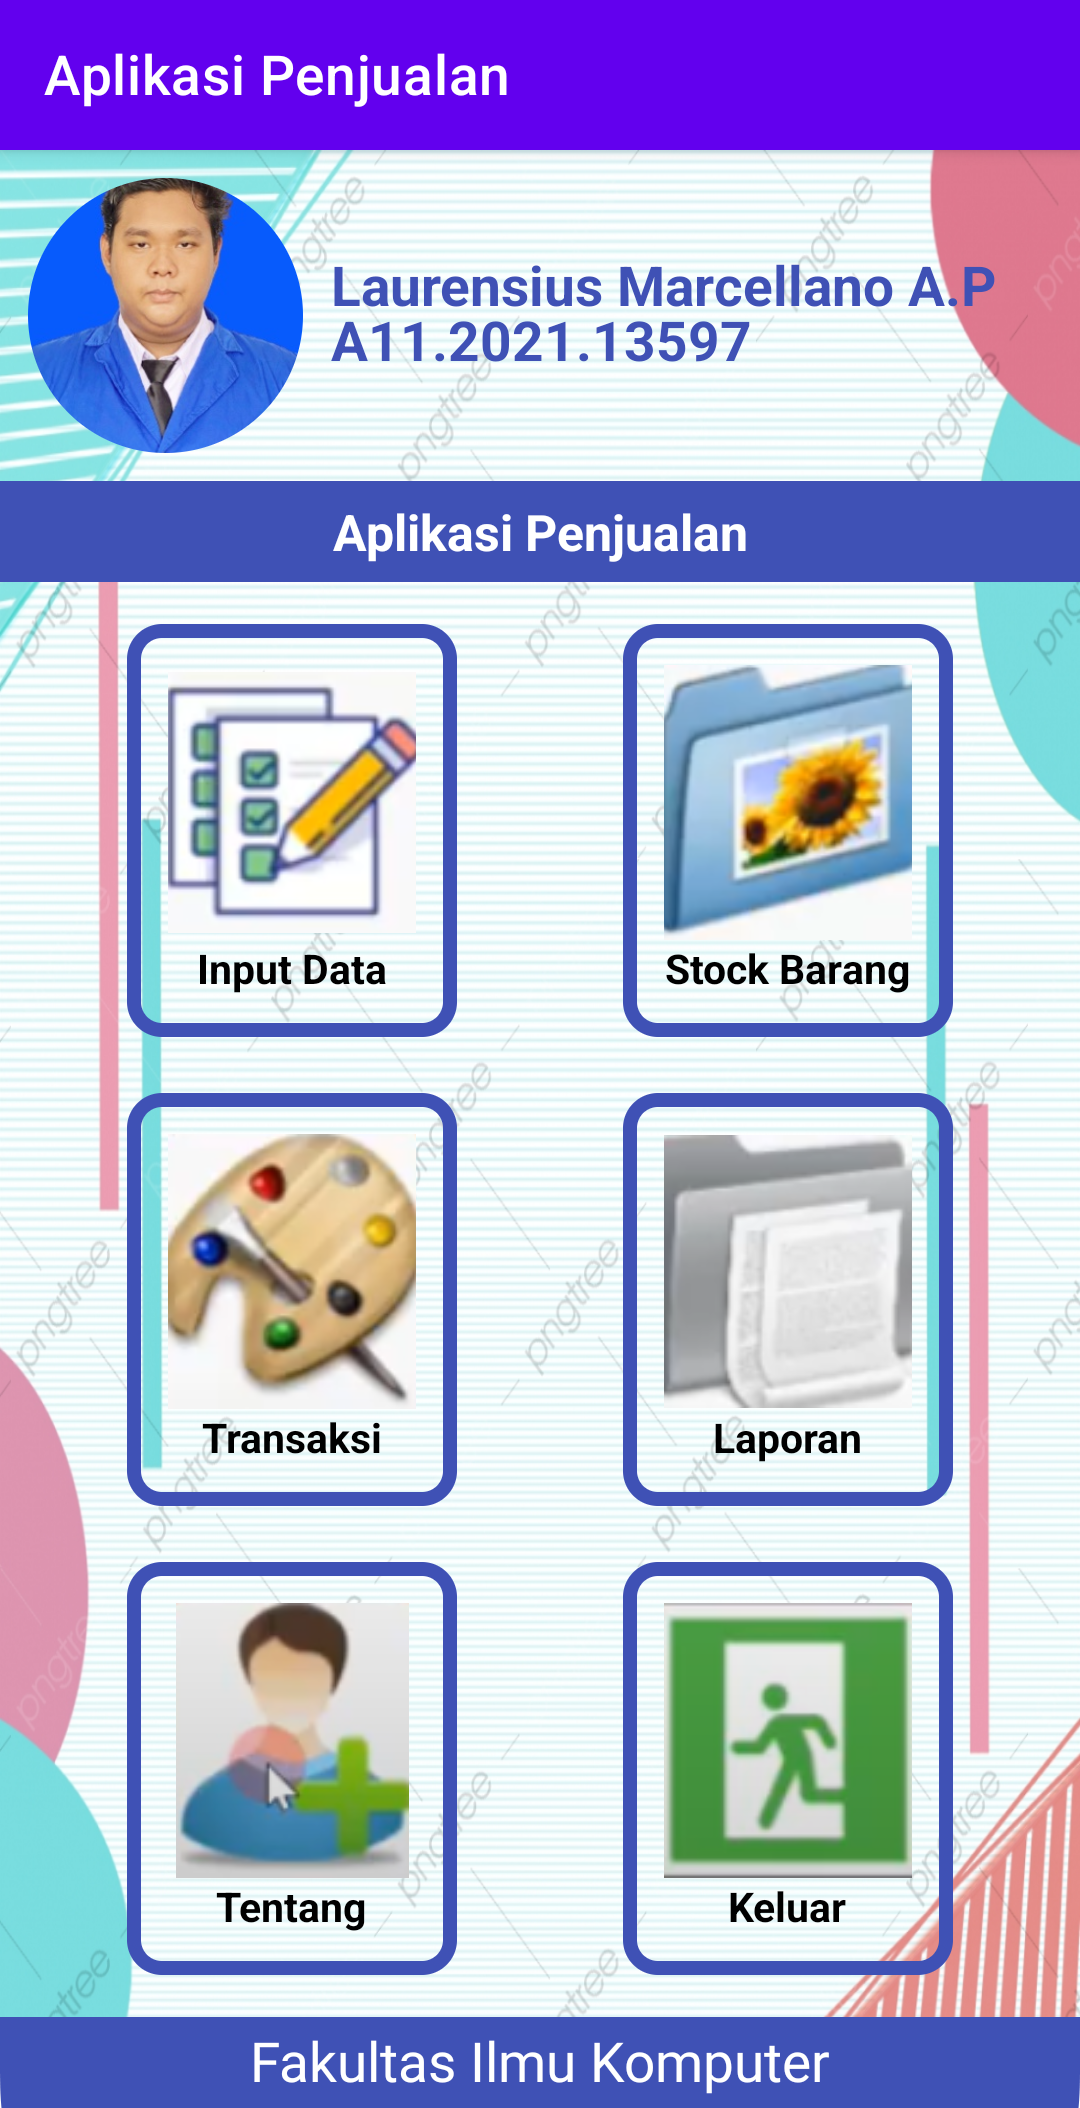 Aplikasi Penjualan
Laurensius Marcellano A.P
A11.2021.13597
Aplikasi Penjualan
Input Data
Stock Barang
Transaksi
Laporan
Tentang
Keluar
Fakultas Ilmu Komputer
pngtree